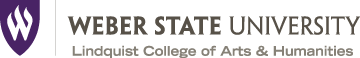 WEBER STATE UNIVERSITY
Lindquist College of Arts & Humanities